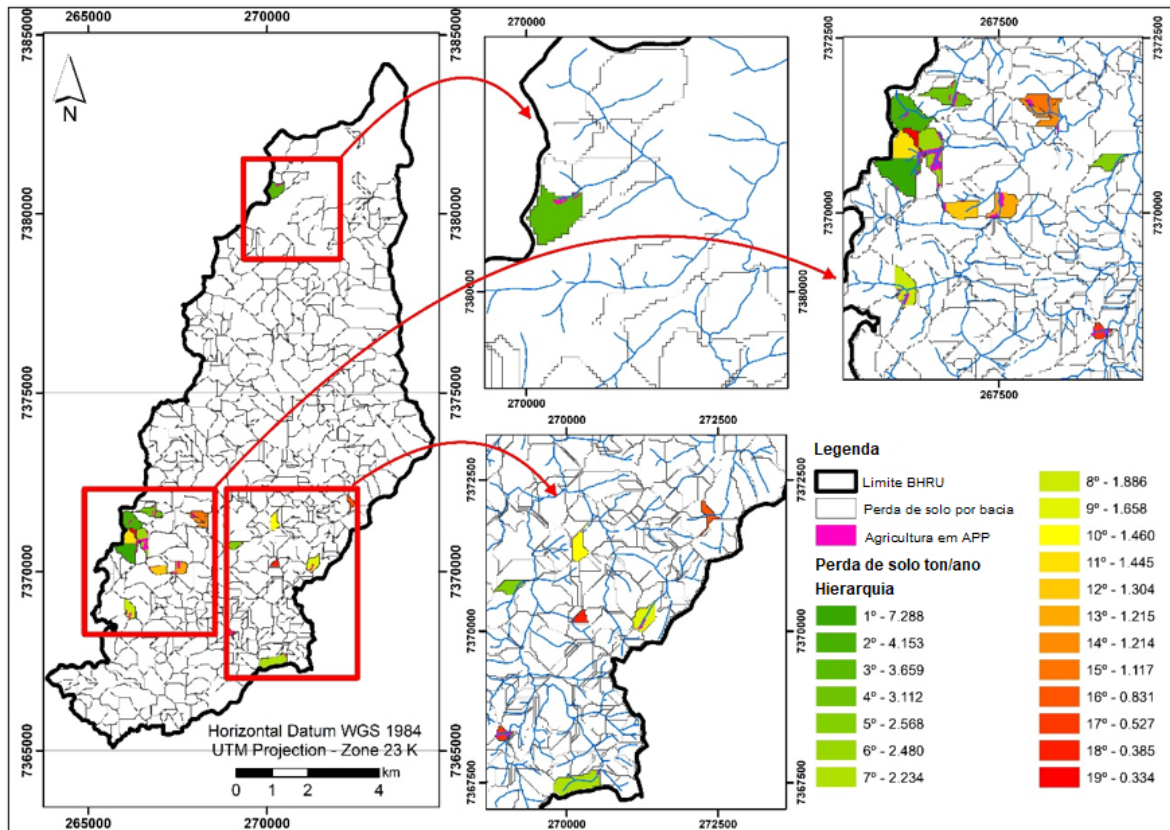 265000 270000
7385000
7380000
7375000
7370000
7365000
N
Horizontal Datum WGS 1984
UTM Projection - Zone 23 K
0 1 2 4
km
265000 270000
7385000
7380000
7375000
7370000
7365000
270000
7380000
7380000
270000
267500
7372500
7370000
7372500
7370000
267500
270000 272500
7372500
7370000
7367500
7372500
7370000
7367500
270000 272500
Legenda
Limite BHRU
Perda de solo por bacia
Agricultura em APP
Perda de solo ton/ano
Hierarquia
1º - 7.288
2º - 4.153
3º - 3.659
4º - 3.112
5º - 2.568
6º - 2.480
7º - 2.234
8º - 1.886
9º - 1.658
10º - 1.460
11º - 1.445
12º - 1.304
13º - 1.215
14º - 1.214
15º - 1.117
16º - 0.831
17º - 0.527
18º - 0.385
19º - 0.334